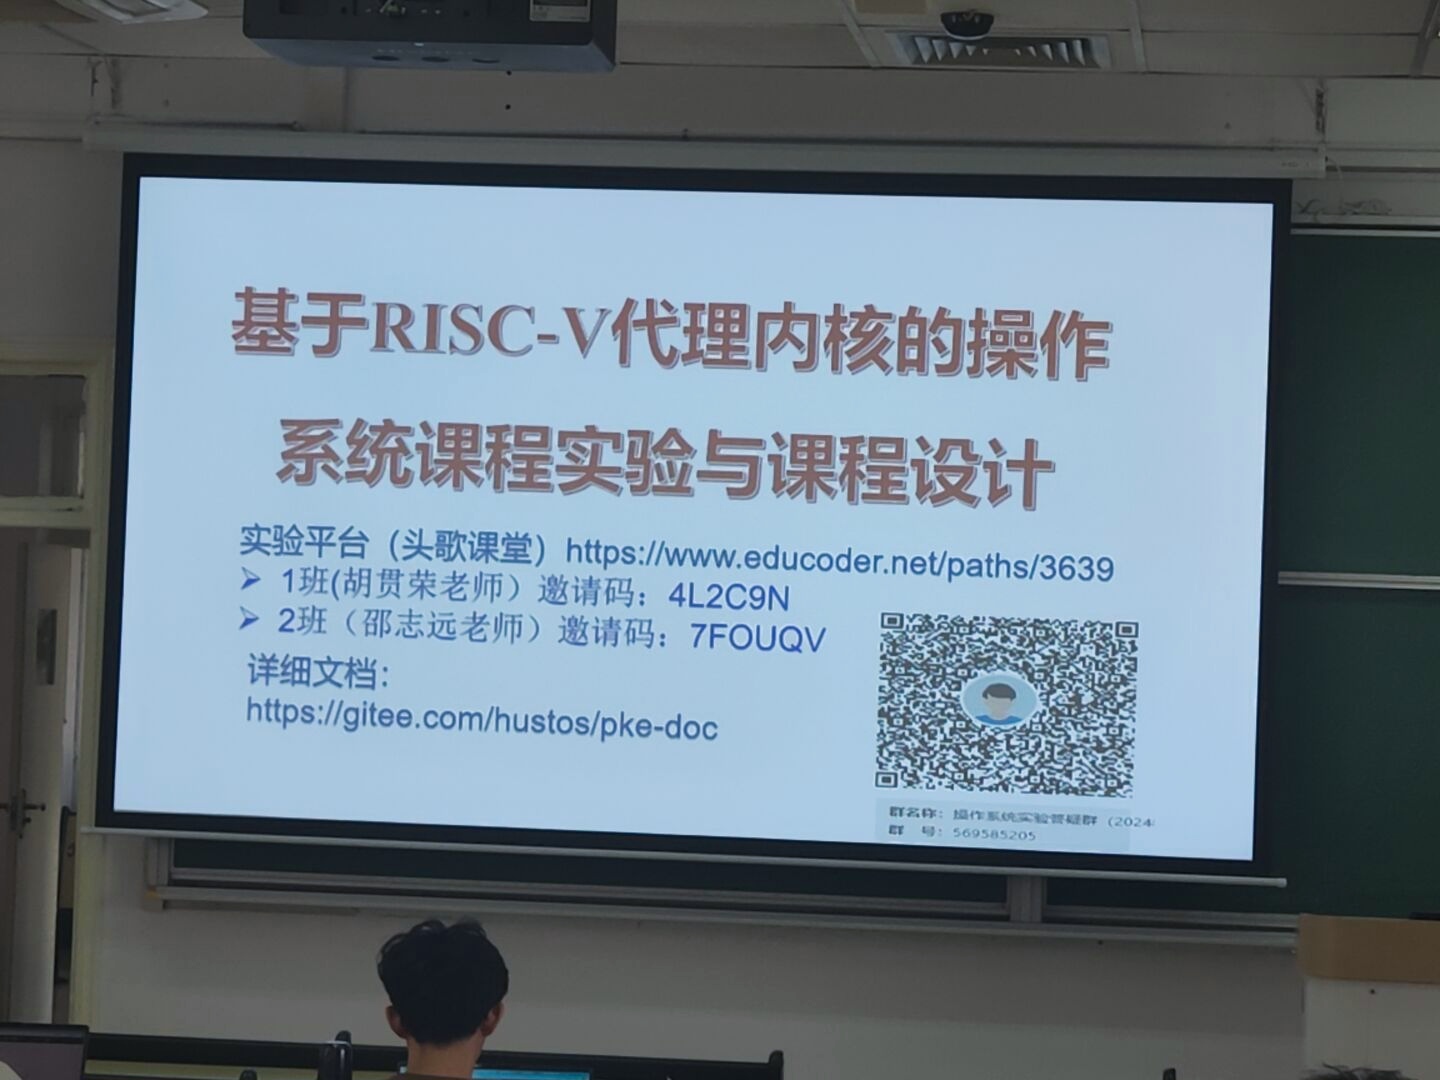 基于RISC-V代理内核的操作
系统课程实验与课程设计
实验平台（头歌课堂）https://www.educoder.net/paths/3639
➢ 1班(胡贯荣老师）邀请码：4L2C9N
➢ 2班（邵志远老师）邀请码：7FOUQV
详细文档：
https://gitee.com/hustos/pke-doc
群名称：操作系统实验答疑群（2024
群 号：569585205